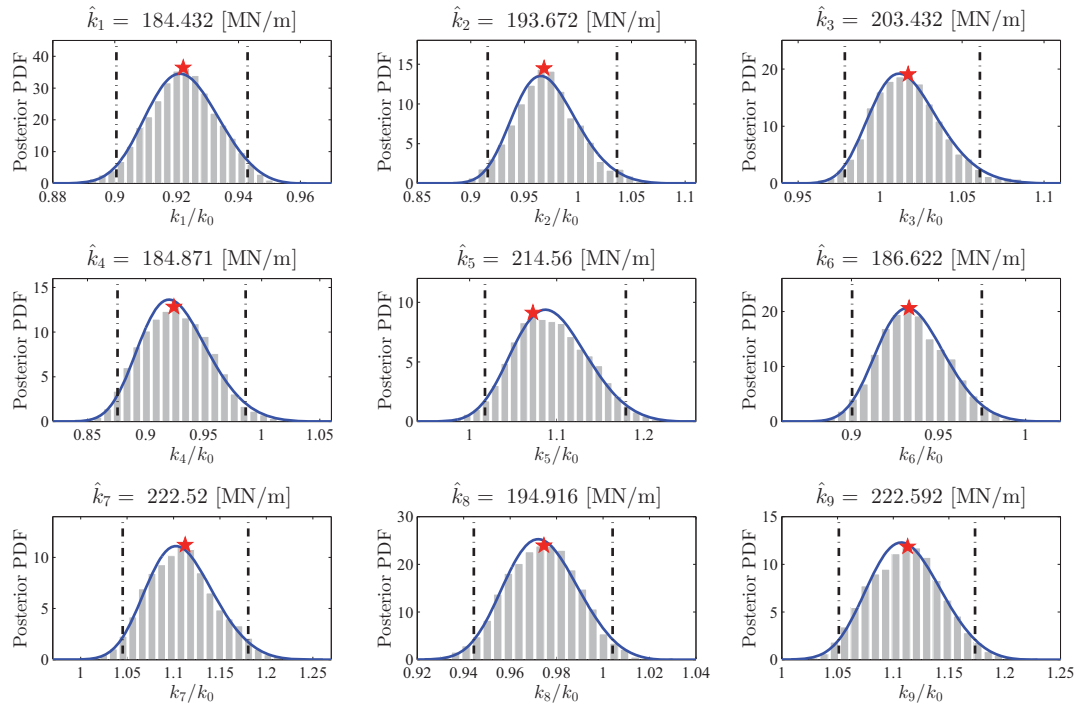 k̂₁ = 184.432 [MN/m]
k̂₂ = 193.672 [MN/m]
k̂₃ = 203.432 [MN/m]
Posterior PDF
40
30
20
10
0
0.88
0.9
0.92
0.94
0.96
k₁/k₀
Posterior PDF
15
10
5
0
0.85
0.9
0.95
1
1.05
1.1
k₂/k₀
Posterior PDF
20
10
0
0.95
1
1.05
1.1
k₃/k₀
k̂₄ = 184.871 [MN/m]
k̂₅ = 214.56 [MN/m]
k̂₆ = 186.622 [MN/m]
Posterior PDF
15
10
5
0
0.85
0.9
0.95
1
1.05
k₄/k₀
Posterior PDF
10
5
0
1
1.1
1.2
k₅/k₀
Posterior PDF
20
10
0
0.9
0.95
1
k₆/k₀
k̂₇ = 222.52 [MN/m]
k̂₈ = 194.916 [MN/m]
k̂₉ = 222.592 [MN/m]
Posterior PDF
10
5
0
1
1.05
1.1
1.15
1.2
1.25
k₇/k₀
Posterior PDF
30
20
10
0
0.92
0.94
0.96
0.98
1
1.02
1.04
k₈/k₀
Posterior PDF
15
10
5
0
1
1.05
1.1
1.15
1.2
1.25
k₉/k₀